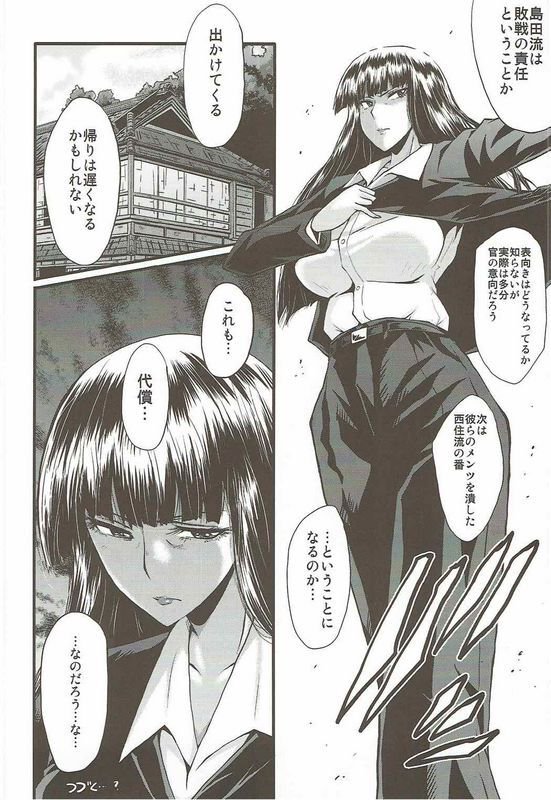 島田流は
敗戦の責任
ということか
表向きはどうなってるか
知らないが
実際は多分
官の意向だろう
次は
彼らのメンツを潰した
西住流の番
…ということに
なるのか…
出かけてくる
帰りは遅くなる
かもしれない
これも…
代償…
…なのだろう…な…
つづく…?